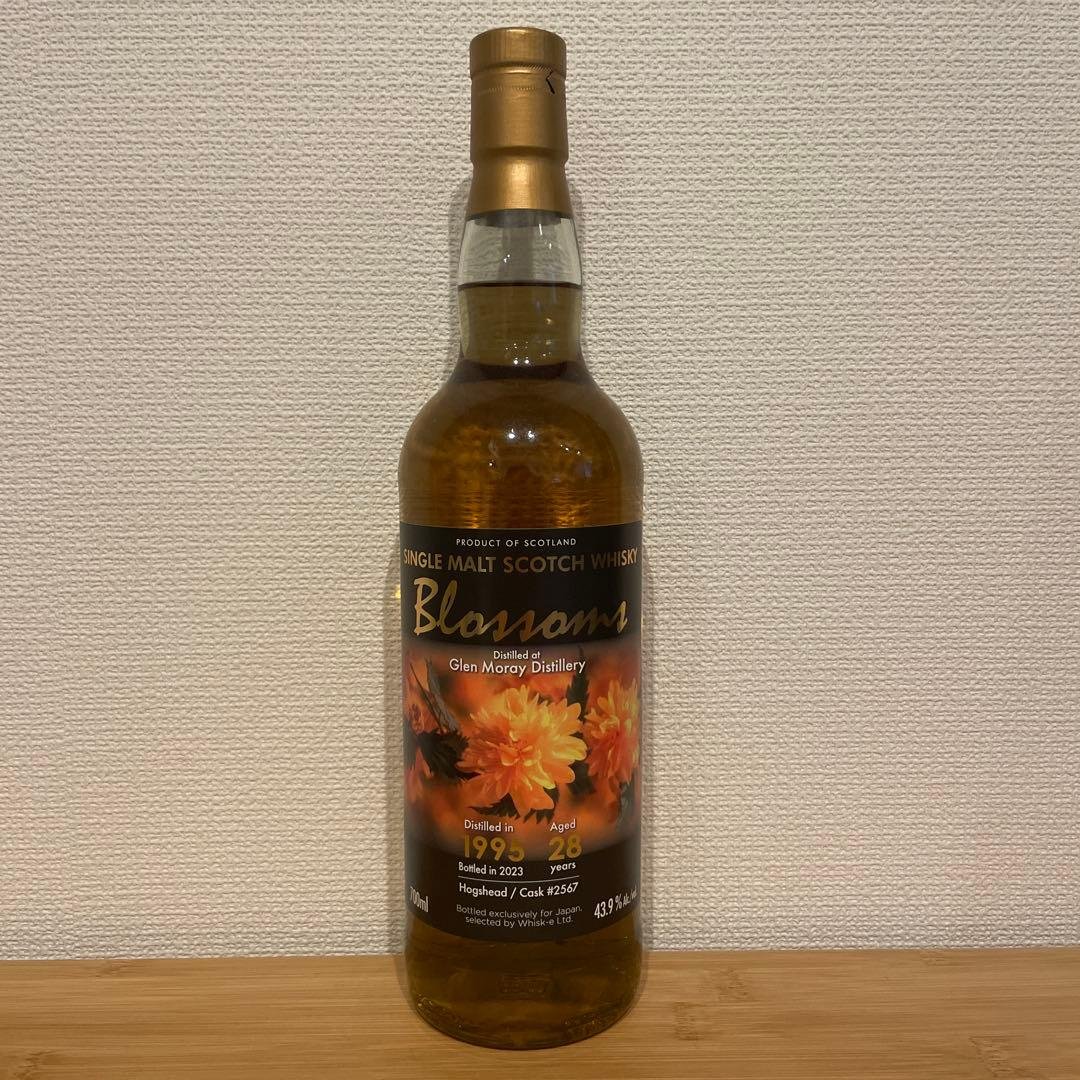 PRODUCT OF SCOTLAND
SINGLE MALT SCOTCH WHISKY
Blossoms
Distilled at
Glen Moray Distillery
Distilled in Aged
1995 28
Bottled in 2023 years
Hogshead / Cask #2567
700ml 43.9% Alc./vol
Bottled exclusively for Japan,
selected by Whisk-e Ltd.